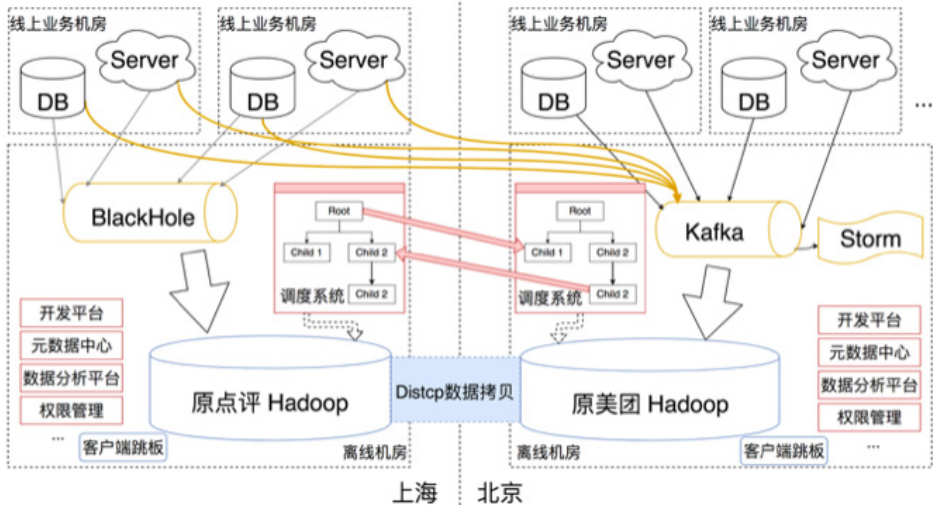 线上业务机房
线上业务机房
线上业务机房
线上业务机房
Server
Server
Server
Server
DB
DB
DB
DB
...
BlackHole
Root
Child 1
Child 2
Child 2
调度系统
Root
Child 1
Child 2
Child 2
调度系统
Kafka
Storm
开发平台
元数据中心
数据分析平台
权限管理
...
客户端跳板
原点评 Hadoop
离线机房
Distcp数据拷贝
原美团 Hadoop
离线机房
开发平台
元数据中心
数据分析平台
权限管理
...
客户端跳板
上海
北京